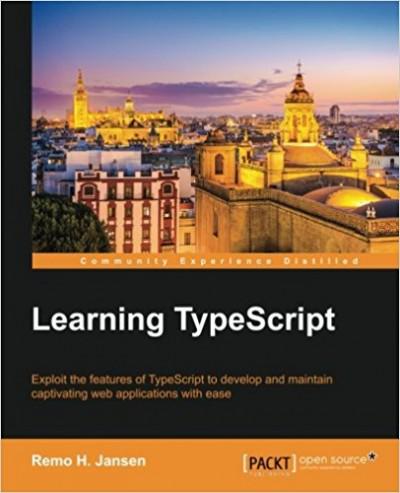 Community Experience Distilled
Learning TypeScript
Exploit the features of TypeScript to develop and maintain
captivating web applications with ease
Remo H. Jansen
[PACKT] open source*
PUBLISHING